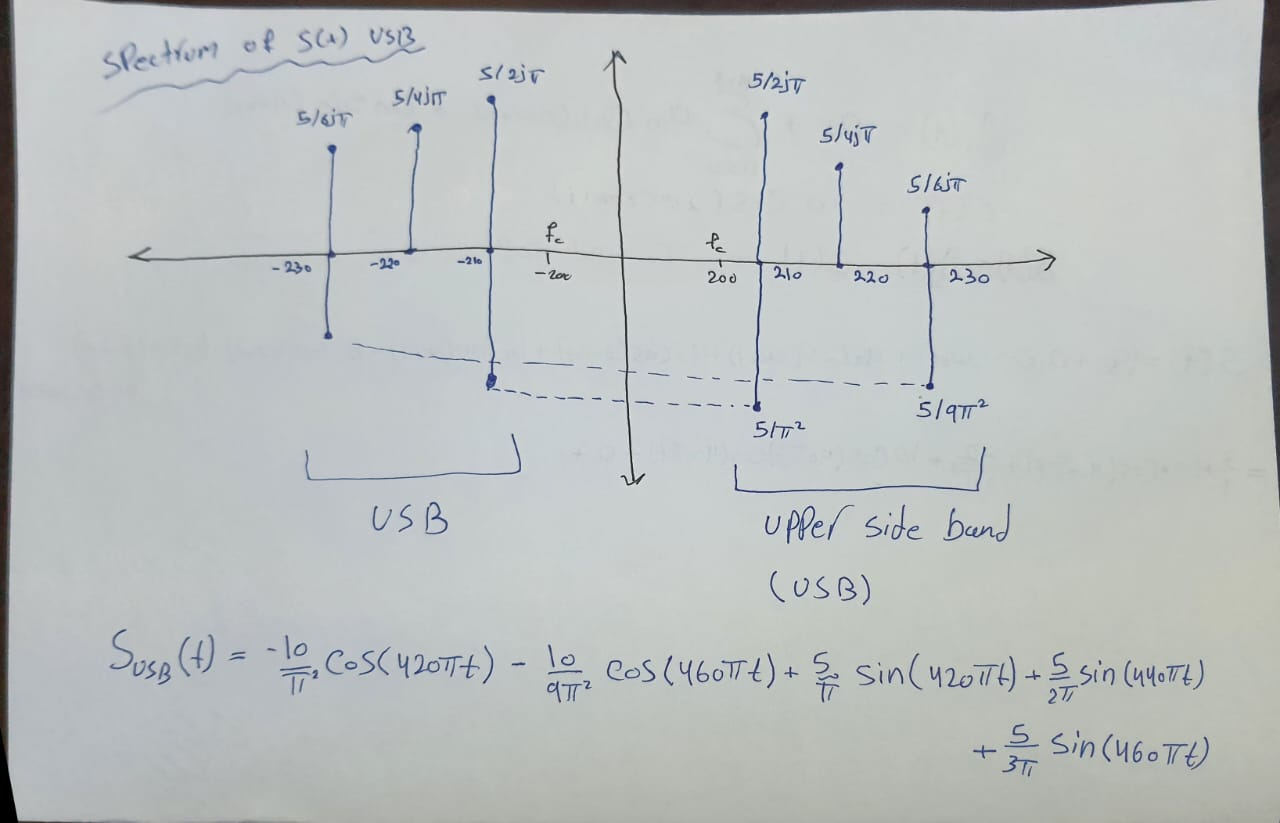 Spectrum of S(t) USB
5/6jπ 5/4jπ 5/2jπ 5/2jπ 5/4jπ 5/6jπ
fc fc
-230 -220 -210 -200 200 210 220 230
5/π² 5/9π²
USB upper side band
(USB)
S_USB(t) = -10/π² cos(420πt) - 10/9π² cos(460πt) + 5/π sin(420πt) + 5/2π sin(440πt)
+ 5/3π sin(460πt)